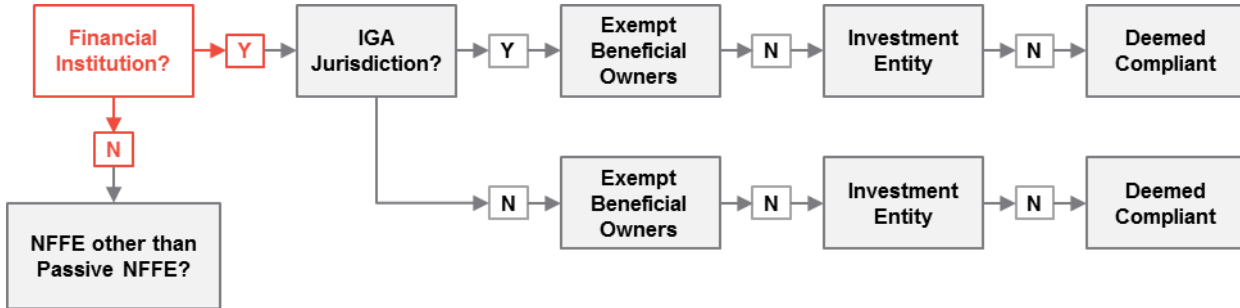 Financial
Institution?
Y
IGA
Jurisdiction?
Y
Exempt
Beneficial
Owners
N
Investment
Entity
N
Deemed
Compliant
N
NFFE other than
Passive NFFE?
N
Exempt
Beneficial
Owners
N
Investment
Entity
N
Deemed
Compliant